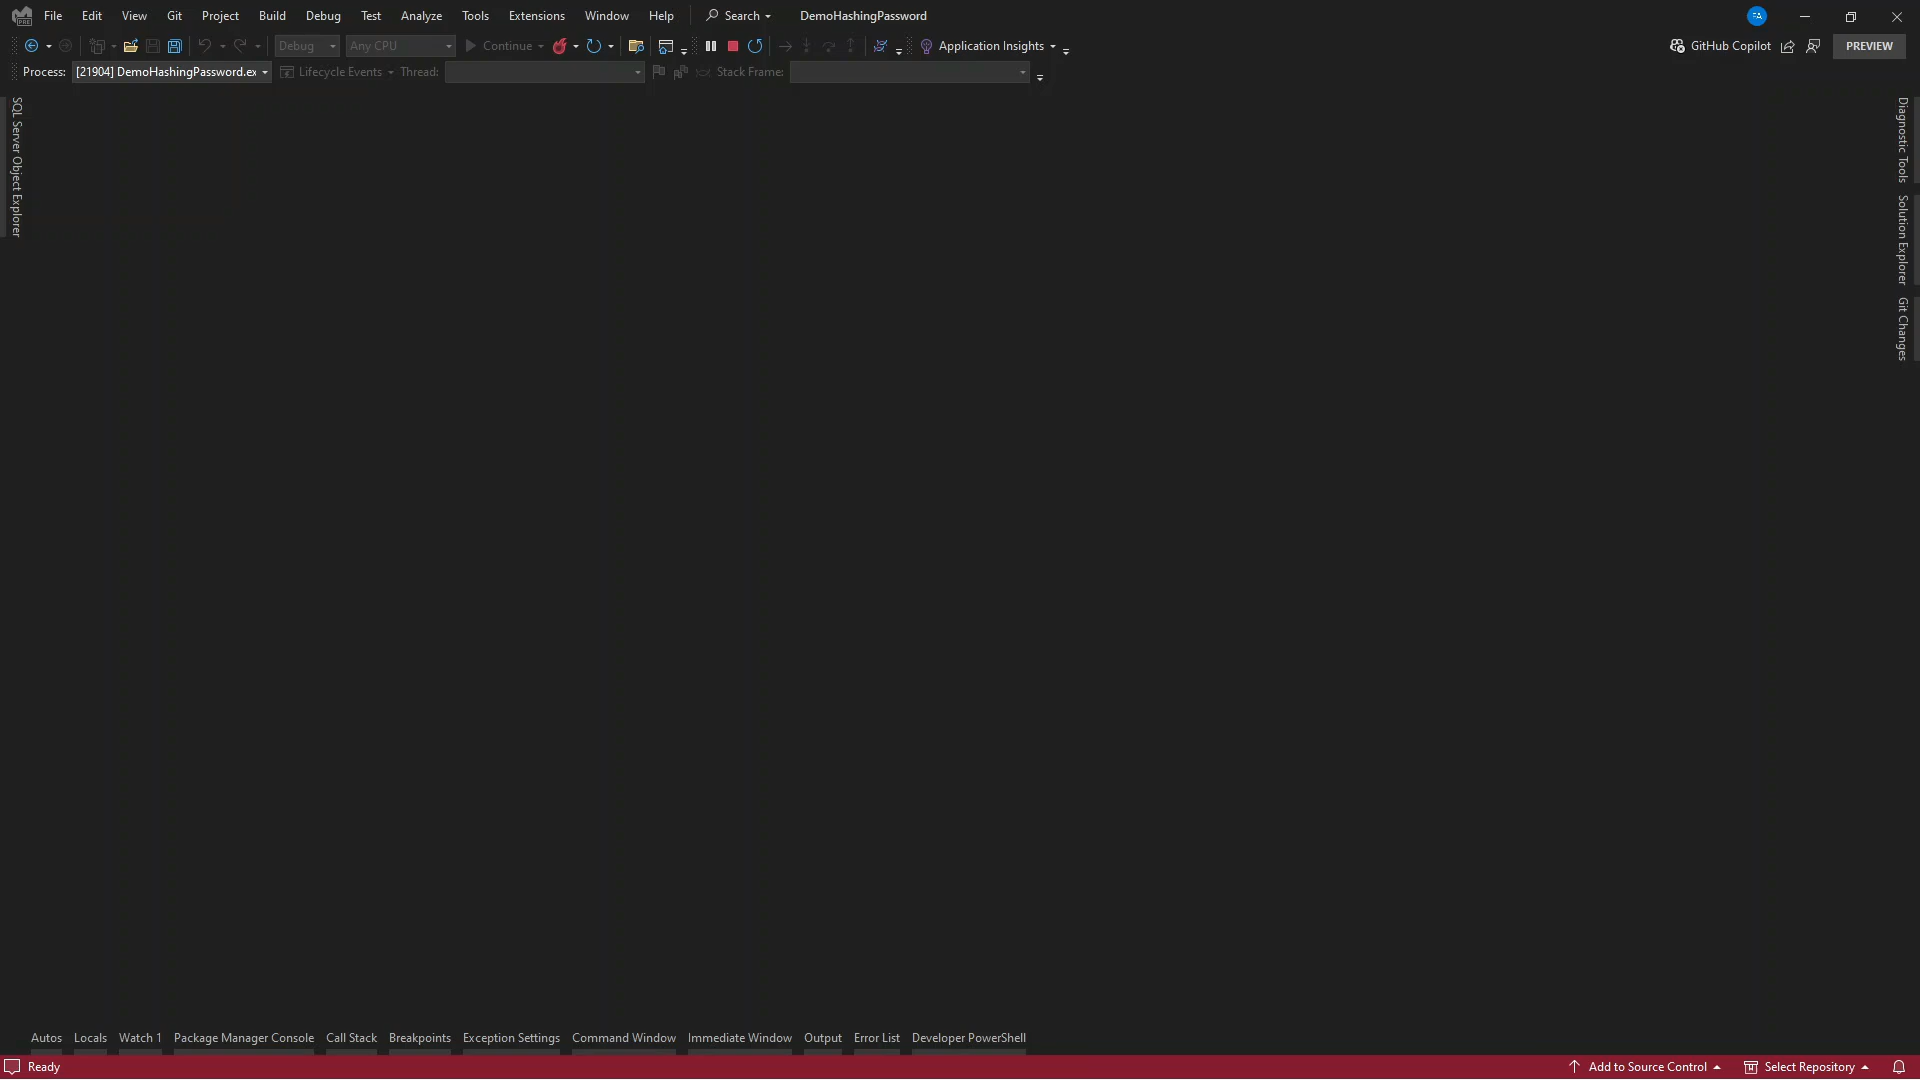 File Edit View Git Project Build Debug Test Analyze Tools Extensions Window Help Search DemoHashingPassword
Debug Any CPU Continue Application Insights GitHub Copilot PREVIEW
Process: [21904] DemoHashingPassword.ex Lifecycle Events Thread: Stack Frame:
SQL Server Object Explorer
Diagnostic Tools
Solution Explorer
Git Changes
Autos Locals Watch 1 Package Manager Console Call Stack Breakpoints Exception Settings Command Window Immediate Window Output Error List Developer PowerShell
Ready Add to Source Control Select Repository